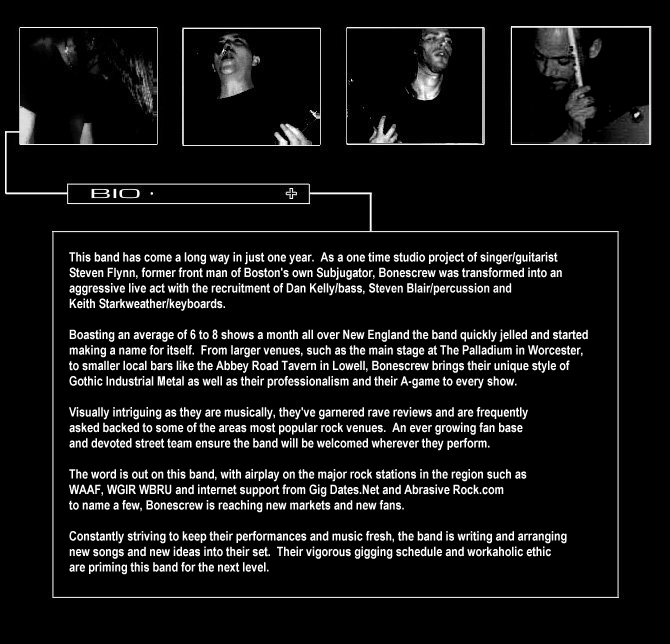 BIO ·
This band has come a long way in just one year. As a one time studio project of singer/guitarist
Steven Flynn, former front man of Boston's own Subjugator, Bonescrew was transformed into an
aggressive live act with the recruitment of Dan Kelly/bass, Steven Blair/percussion and
Keith Starkweather/keyboards.
Boasting an average of 6 to 8 shows a month all over New England the band quickly jelled and started
making a name for itself. From larger venues, such as the main stage at The Palladium in Worcester,
to smaller local bars like the Abbey Road Tavern in Lowell, Bonescrew brings their unique style of
Gothic Industrial Metal as well as their professionalism and their A-game to every show.
Visually intriguing as they are musically, they've garnered rave reviews and are frequently
asked backed to some of the areas most popular rock venues. An ever growing fan base
and devoted street team ensure the band will be welcomed wherever they perform.
The word is out on this band, with airplay on the major rock stations in the region such as
WAAF, WGIR WBRU and internet support from Gig Dates.Net and Abrasive Rock.com
to name a few, Bonescrew is reaching new markets and new fans.
Constantly striving to keep their performances and music fresh, the band is writing and arranging
new songs and new ideas into their set. Their vigorous gigging schedule and workaholic ethic
are priming this band for the next level.